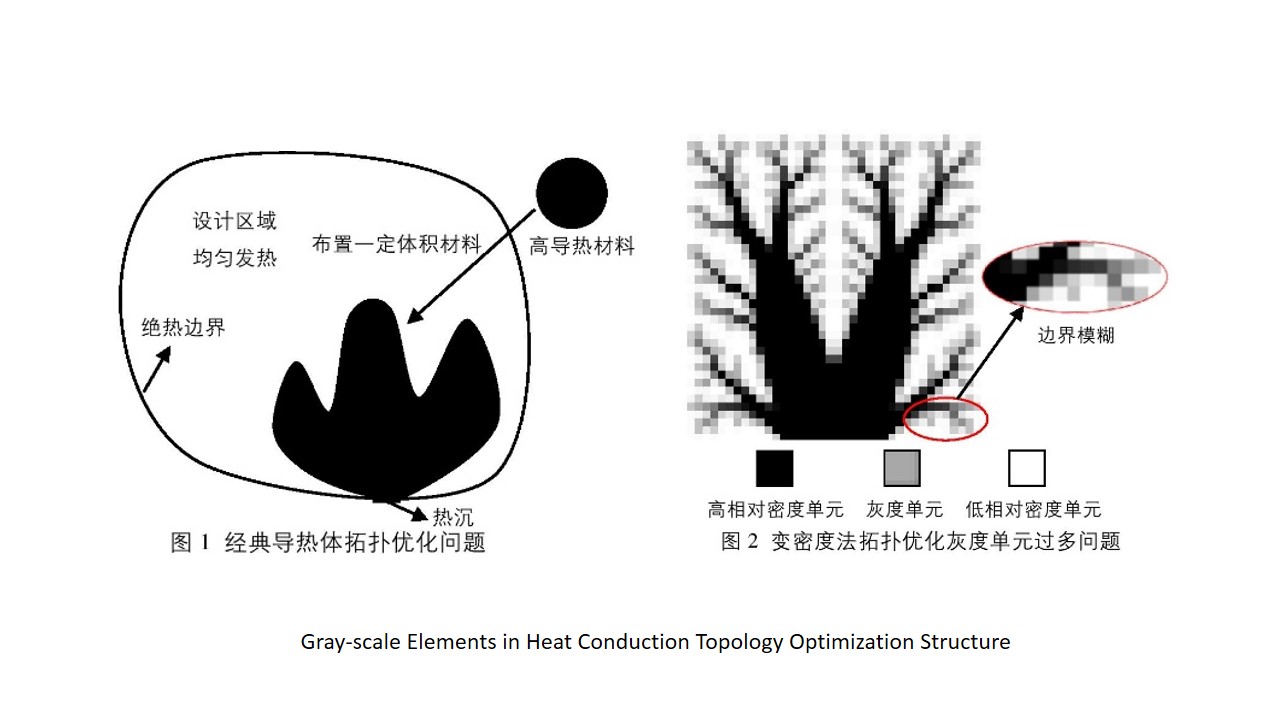 设计区域
均匀发热
布置一定体积材料
高导热材料
绝热边界
热沉
图 1 经典导热体拓扑优化问题
边界模糊
高相对密度单元
灰度单元
低相对密度单元
图 2 变密度法拓扑优化灰度单元过多问题
Gray-scale Elements in Heat Conduction Topology Optimization Structure